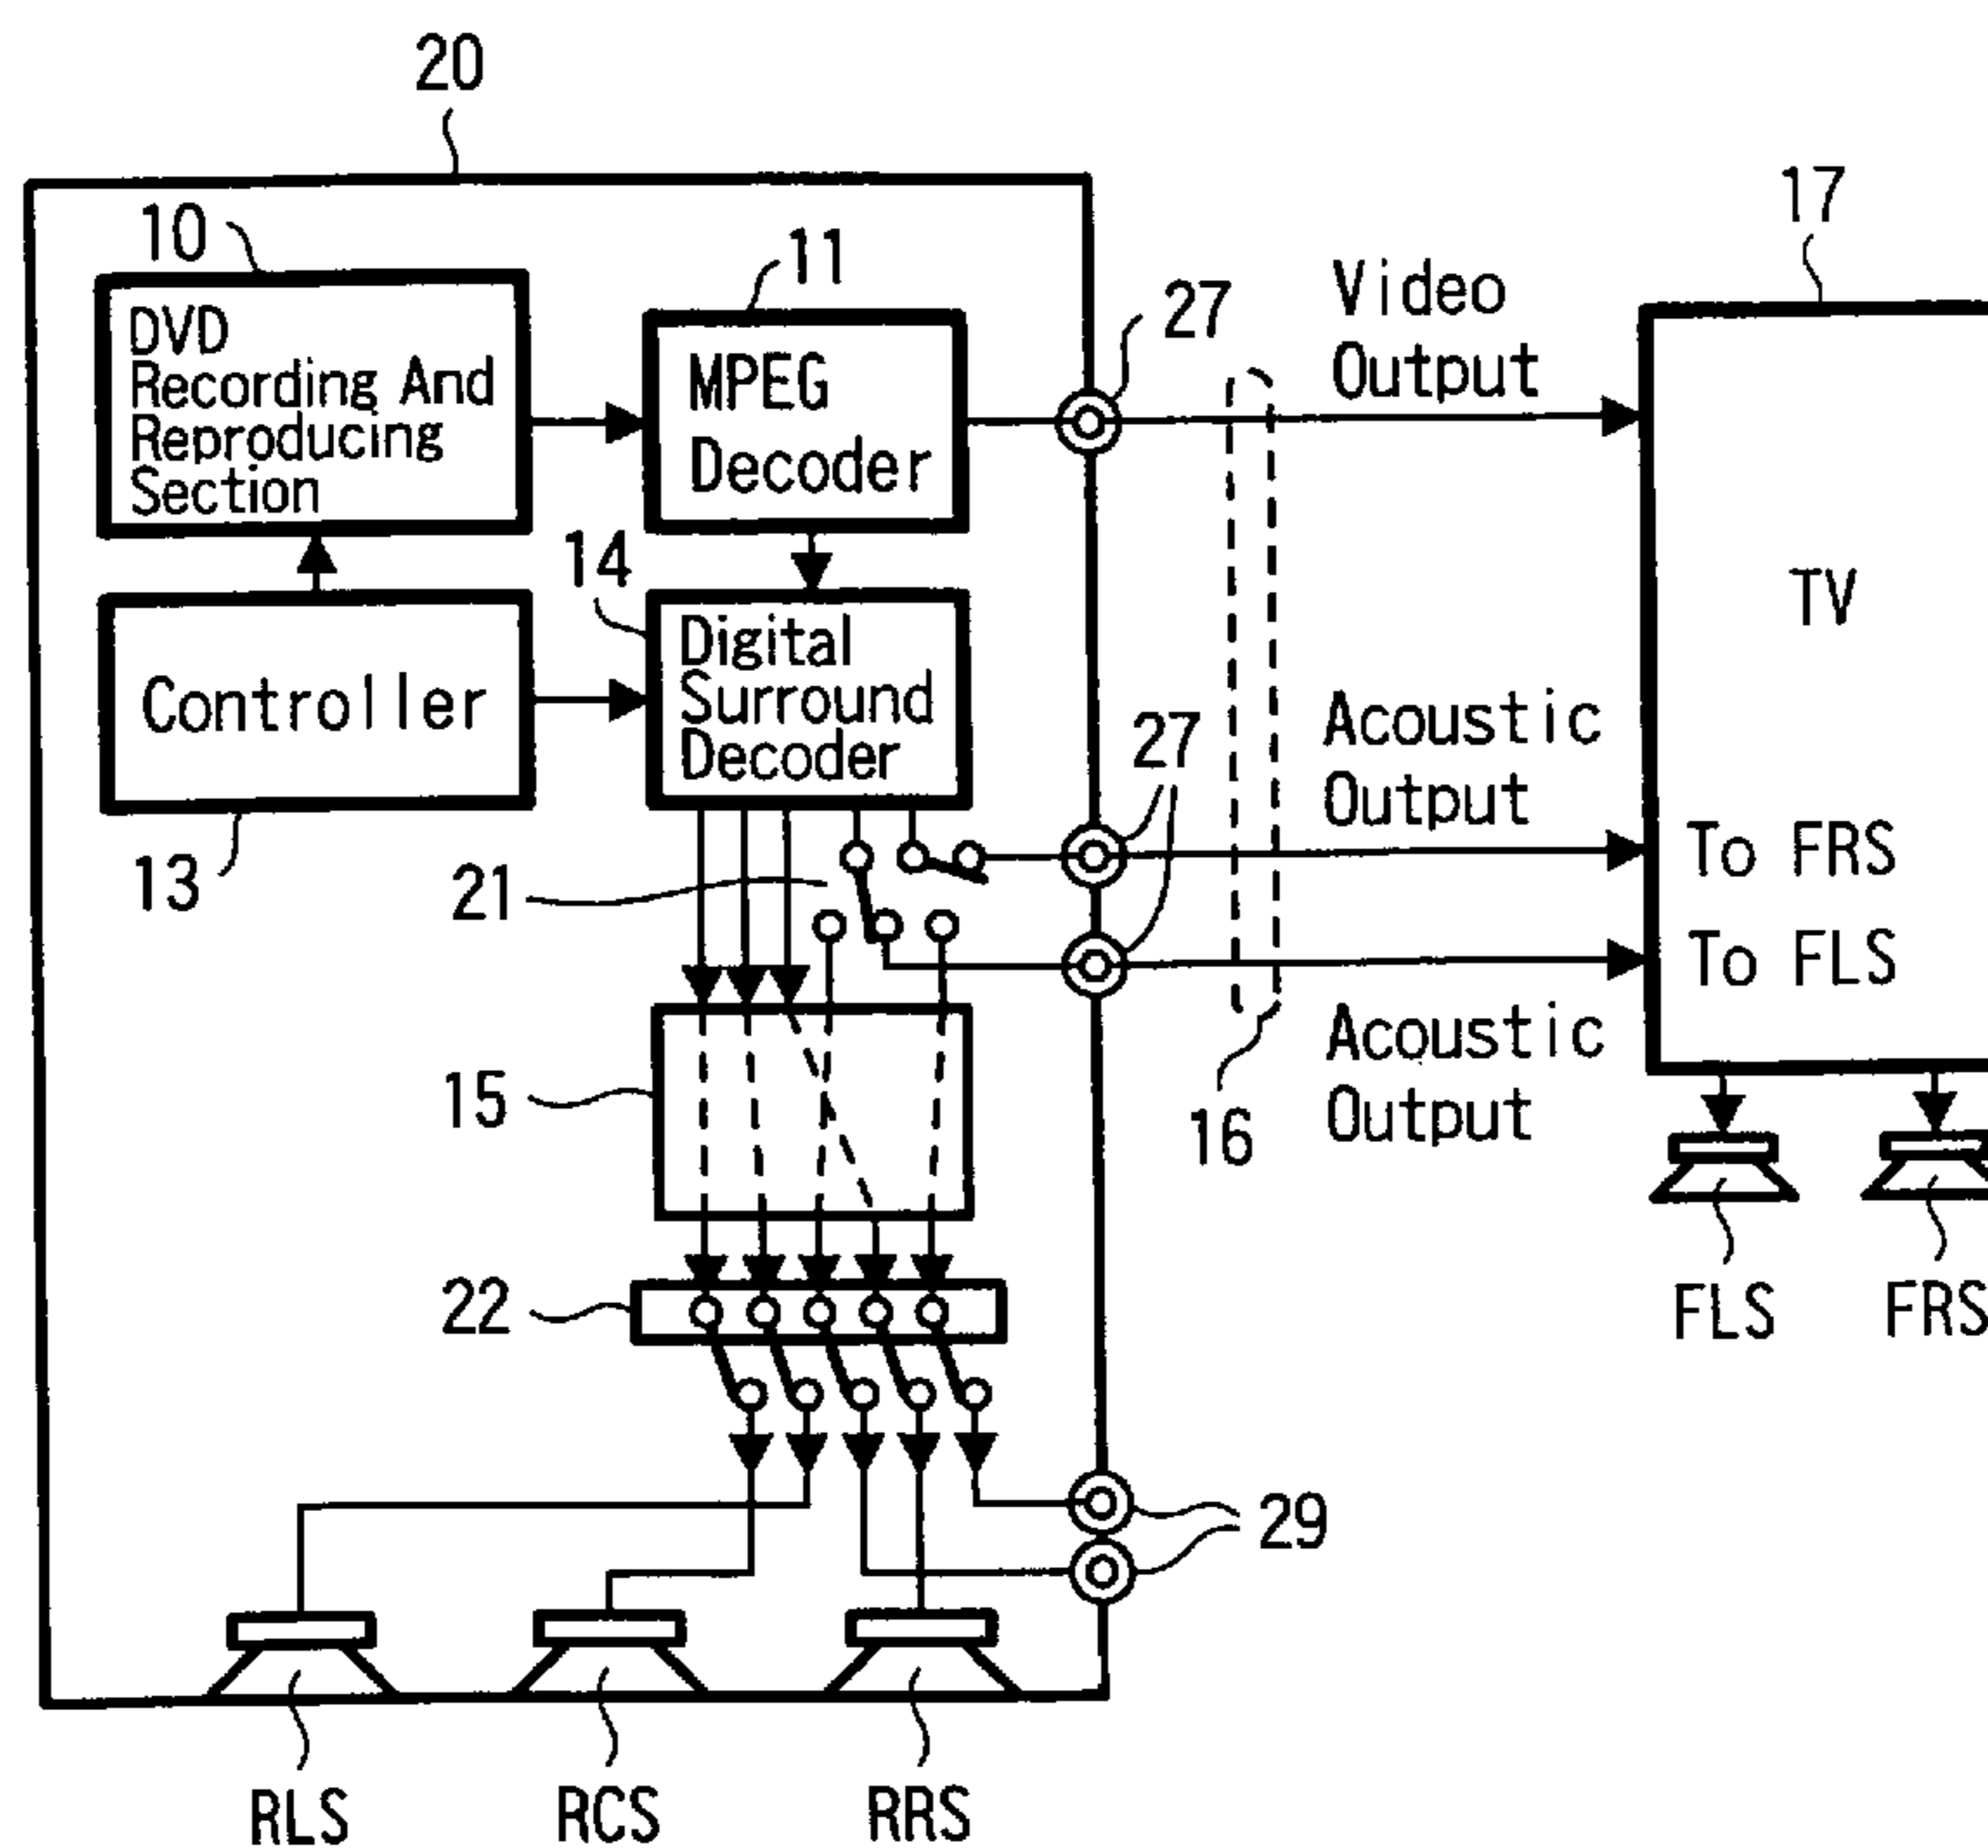 20
17
10
11
27
Video
Output
DVD
Recording And
Reproducing
Section
MPEG
Decoder
14
TV
Controller
Digital
Surround
Decoder
27
Acoustic
Output
13
21
To FRS
To FLS
15
16
Acoustic
Output
22
FLS
FRS
29
RLS
RCS
RRS